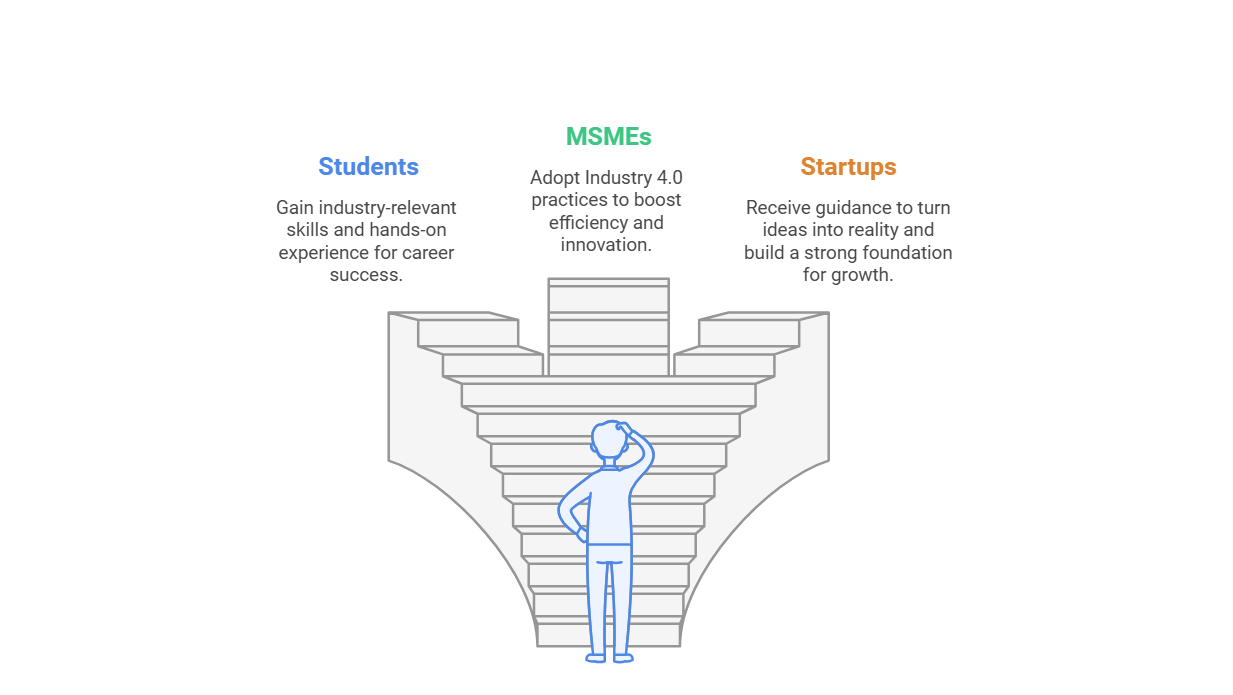 Students
Gain industry-relevant
skills and hands-on
experience for career
success.
MSMEs
Adopt Industry 4.0
practices to boost
efficiency and
innovation.
Startups
Receive guidance to turn
ideas into reality and
build a strong foundation
for growth.